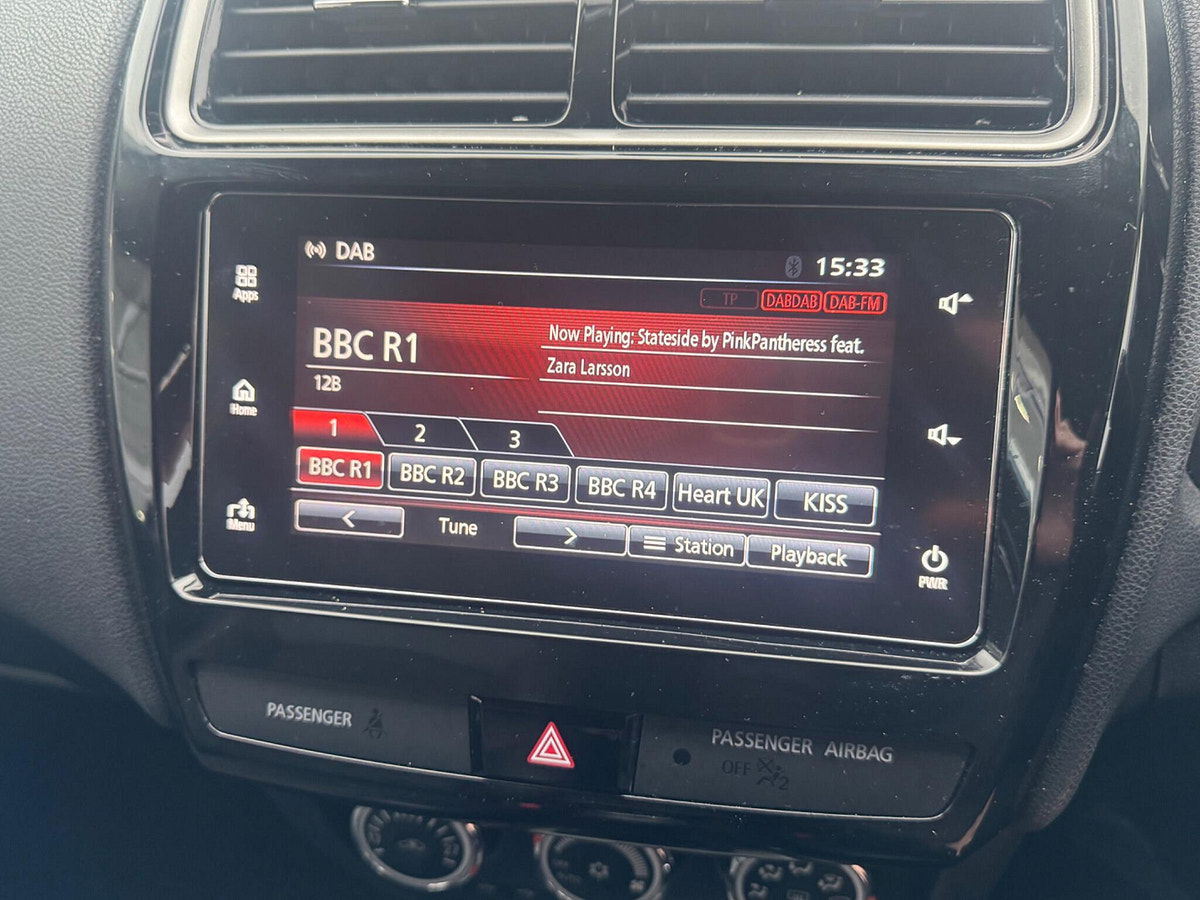 DAB
15:33
Apps
TP DABDAB DAB-FM
BBC R1
12B
Now Playing: Stateside by PinkPantheress feat.
Zara Larsson
Home
1 2 3
BBC R1 BBC R2 BBC R3 BBC R4 Heart UK KISS
Menu
< Tune > Station Playback
PWR
PASSENGER
PASSENGER AIRBAG
OFF 2